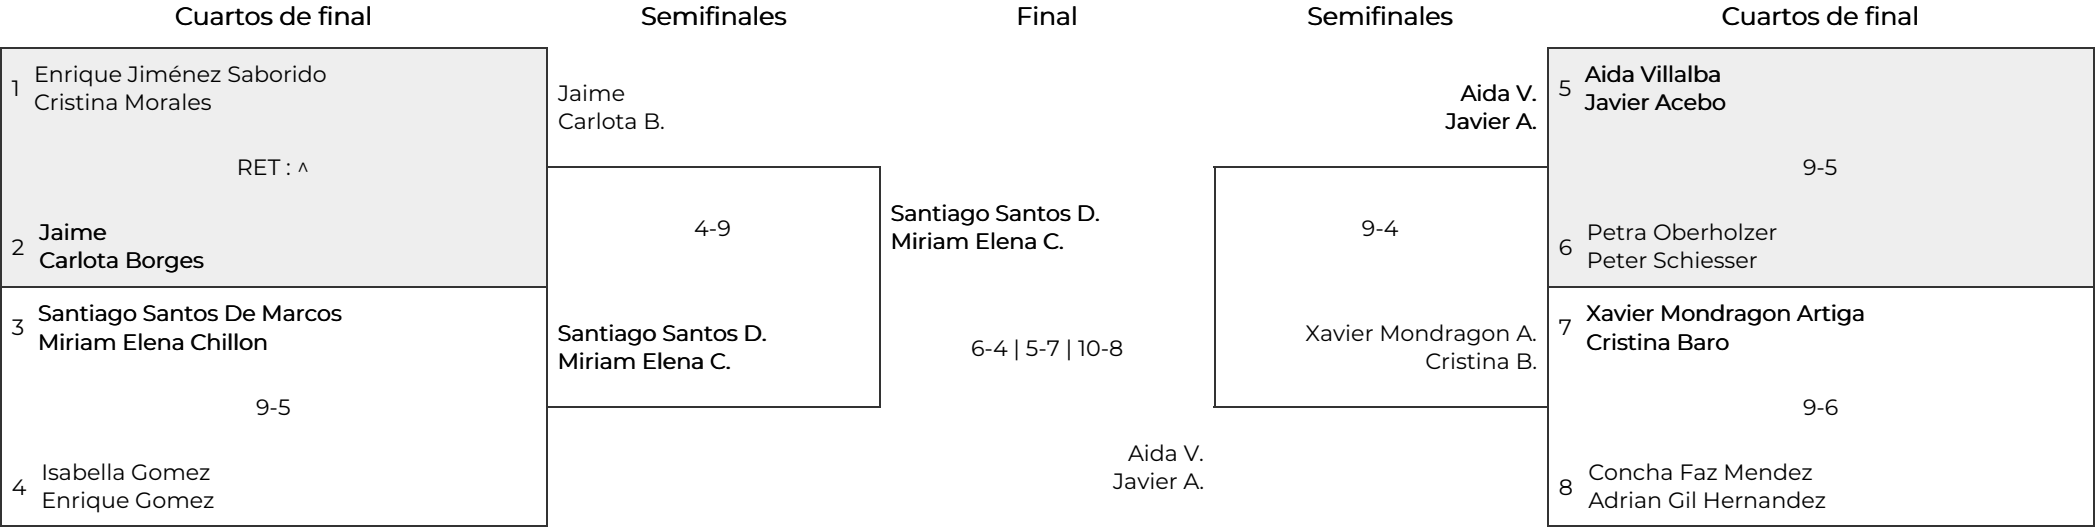 Cuartos de final
Semifinales
Final
Semifinales
Cuartos de final
1
Enrique Jiménez Saborido
Cristina Morales
RET : ^
2
Jaime
Carlota Borges
3
Santiago Santos De Marcos
Miriam Elena Chillon
9-5
4
Isabella Gomez
Enrique Gomez
Jaime
Carlota B.
4-9
Santiago Santos D.
Miriam Elena C.
Santiago Santos D.
Miriam Elena C.
6-4 | 5-7 | 10-8
Aida V.
Javier A.
Aida V.
Javier A.
9-4
Xavier Mondragon A.
Cristina B.
5
Aida Villalba
Javier Acebo
9-5
6
Petra Oberholzer
Peter Schiesser
7
Xavier Mondragon Artiga
Cristina Baro
9-6
8
Concha Faz Mendez
Adrian Gil Hernandez